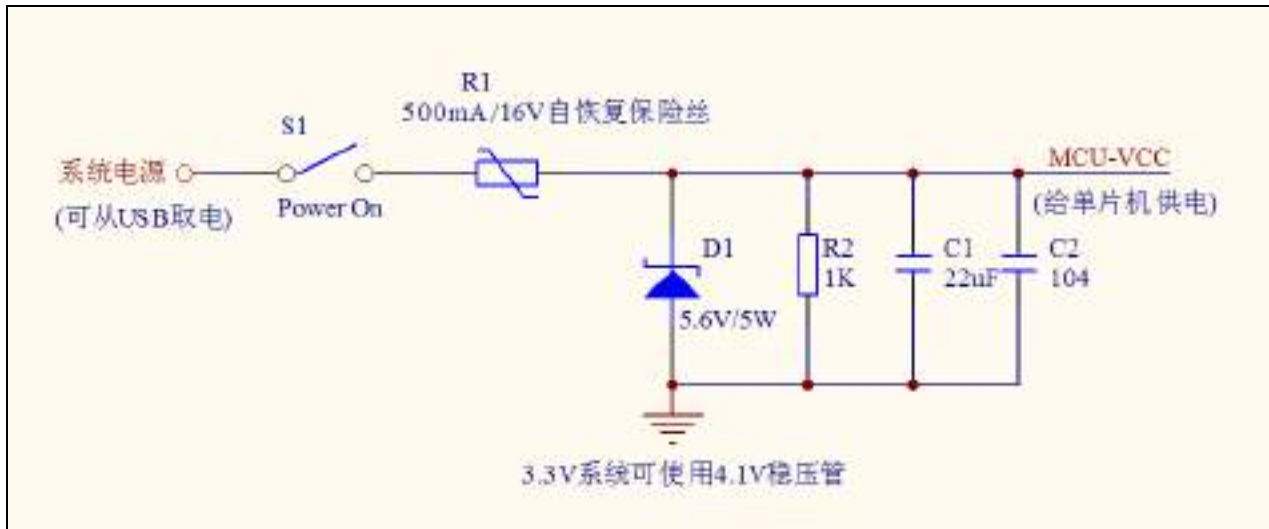 R1
500mA/16V自恢复保险丝
S1
系统电源
MCU-VCC
(可从USB取电)
Power On
(给单片机供电)
D1
R2
C1
C2
1K
22uF
104
5.6V/5W
3.3V系统可使用4.1V稳压管